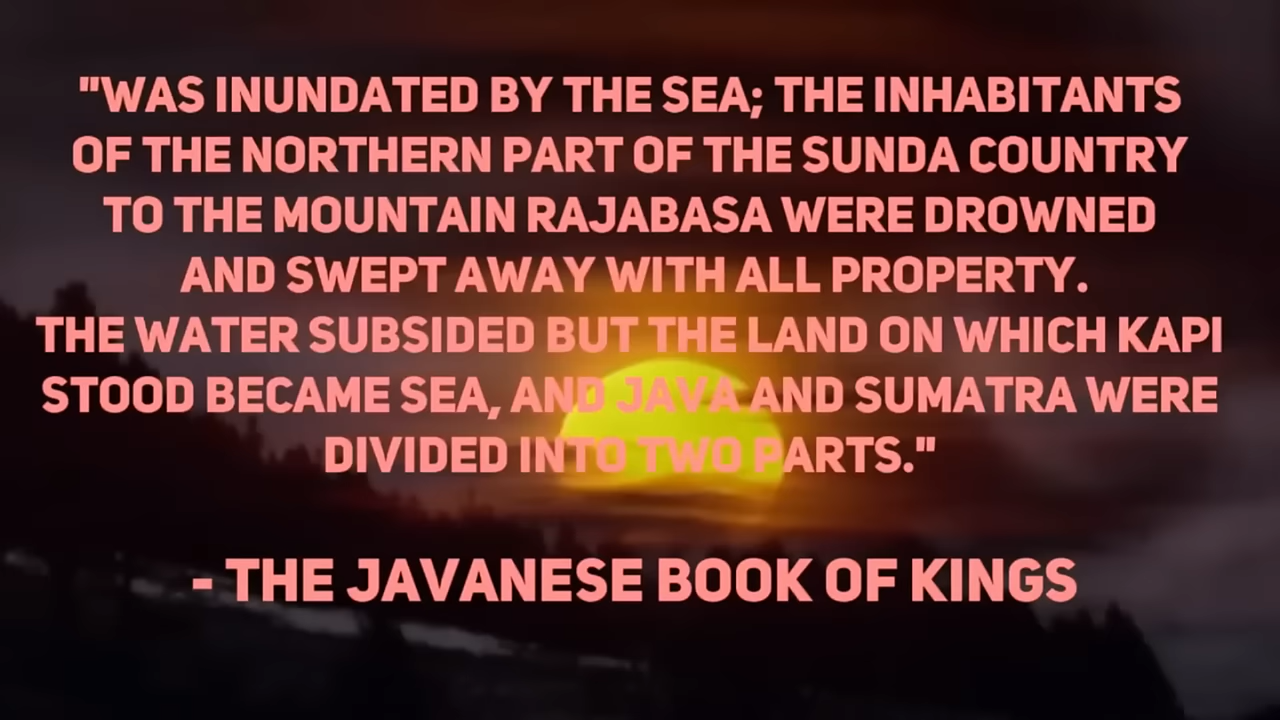 "WAS INUNDATED BY THE SEA; THE INHABITANTS
OF THE NORTHERN PART OF THE SUNDA COUNTRY
TO THE MOUNTAIN RAJABASA WERE DROWNED
AND SWEPT AWAY WITH ALL PROPERTY.
THE WATER SUBSIDED BUT THE LAND ON WHICH KAPI
STOOD BECAME SEA, AND JAVA AND SUMATRA WERE
DIVIDED INTO TWO PARTS."
- THE JAVANESE BOOK OF KINGS